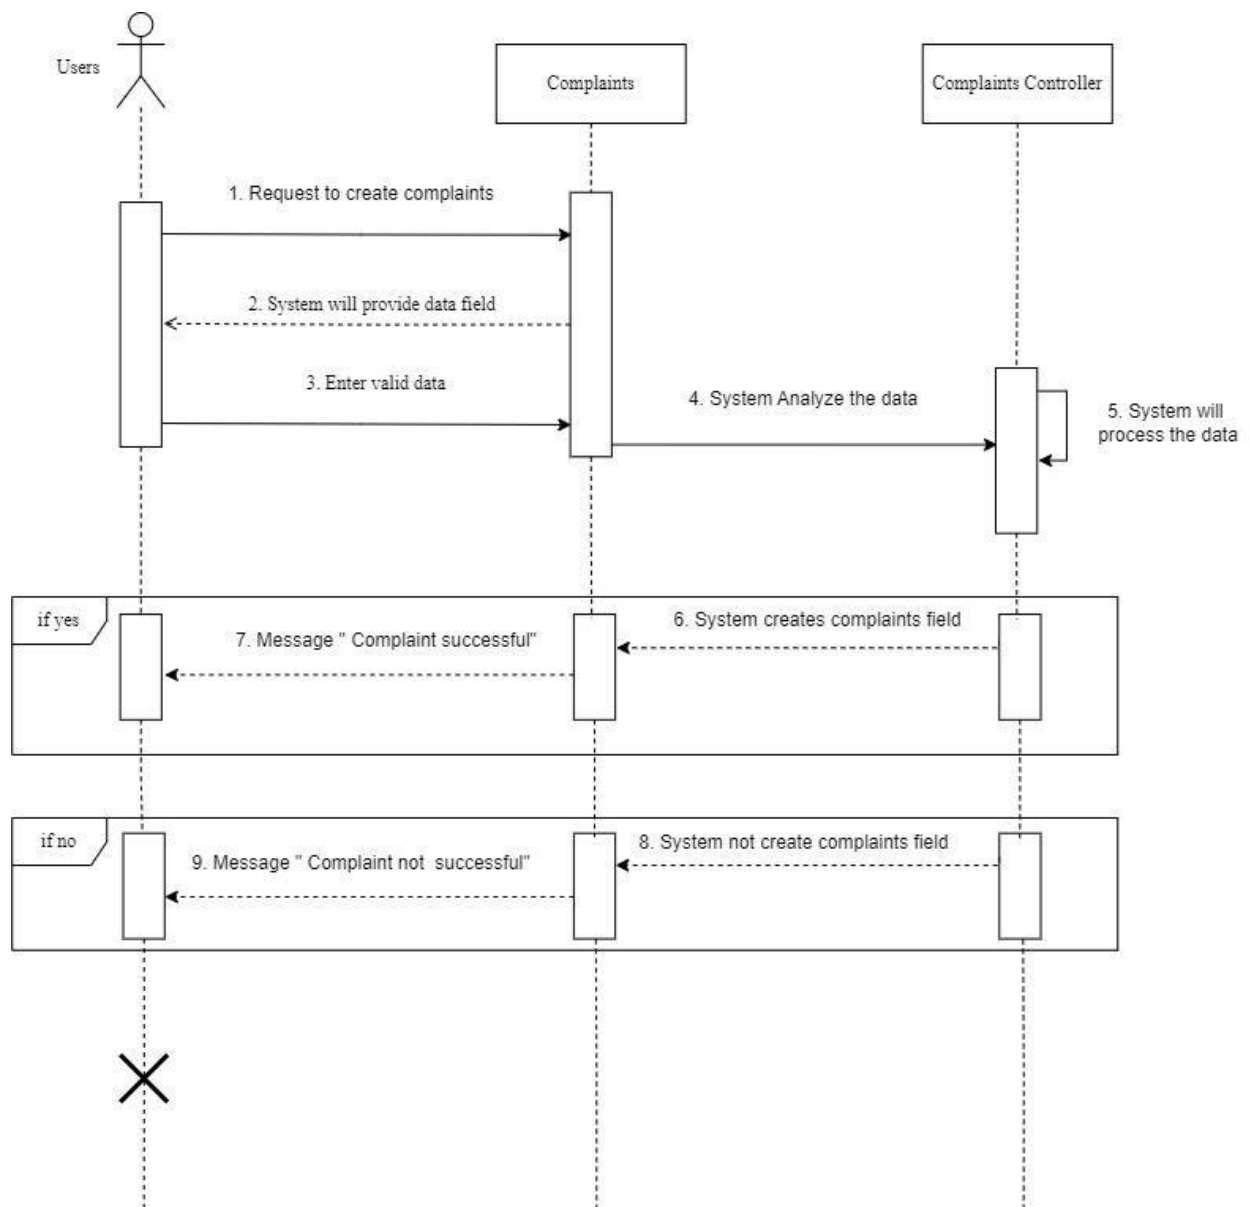 Users
Complaints
Complaints Controller
1. Request to create complaints
2. System will provide data field
3. Enter valid data
4. System Analyze the data
5. System will
process the data
if yes
6. System creates complaints field
7. Message " Complaint successful"
if no
8. System not create complaints field
9. Message " Complaint not  successful"